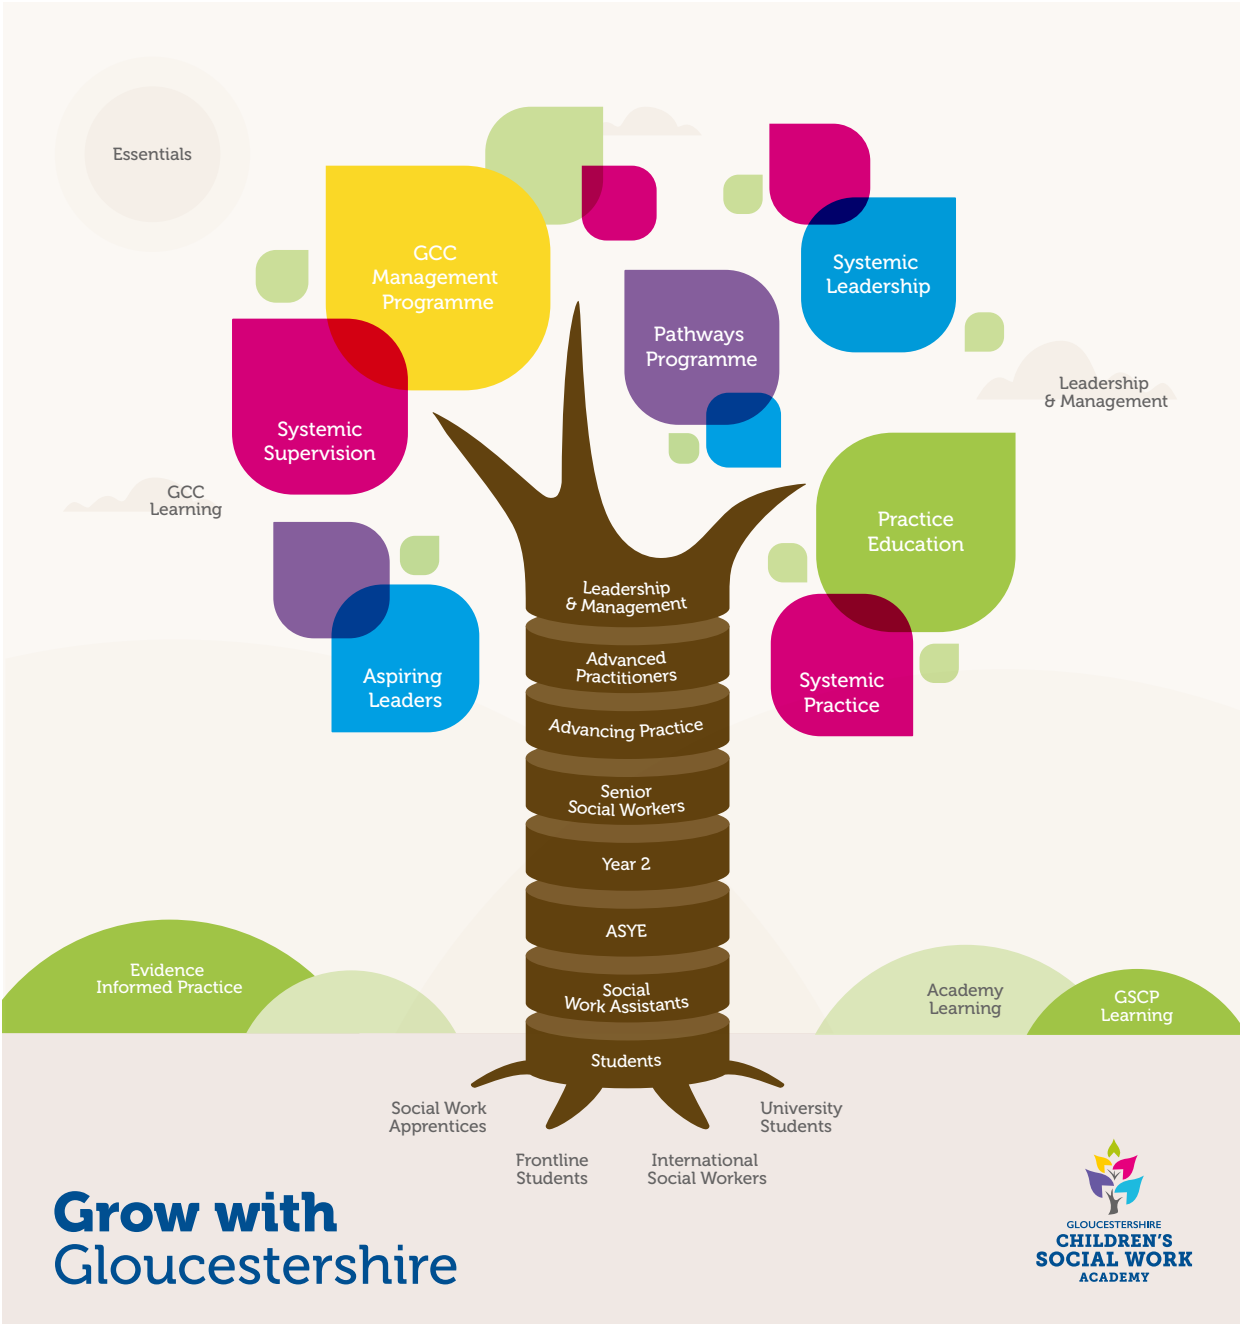 Essentials
GCC
Management
Programme
Systemic
Leadership
Pathways
Programme
Leadership
& Management
Systemic
Supervision
GCC
Learning
Practice
Education
Aspiring
Leaders
Systemic
Practice
Leadership
& Management
Advanced
Practitioners
Advancing Practice
Senior
Social Workers
Year 2
ASYE
Social
Work Assistants
Students
Evidence
Informed Practice
Academy
Learning
GSCP
Learning
Social Work
Apprentices
Frontline
Students
International
Social Workers
University
Students
Grow with
Gloucestershire
GLOUCESTERSHIRE
CHILDREN'S
SOCIAL WORK
ACADEMY